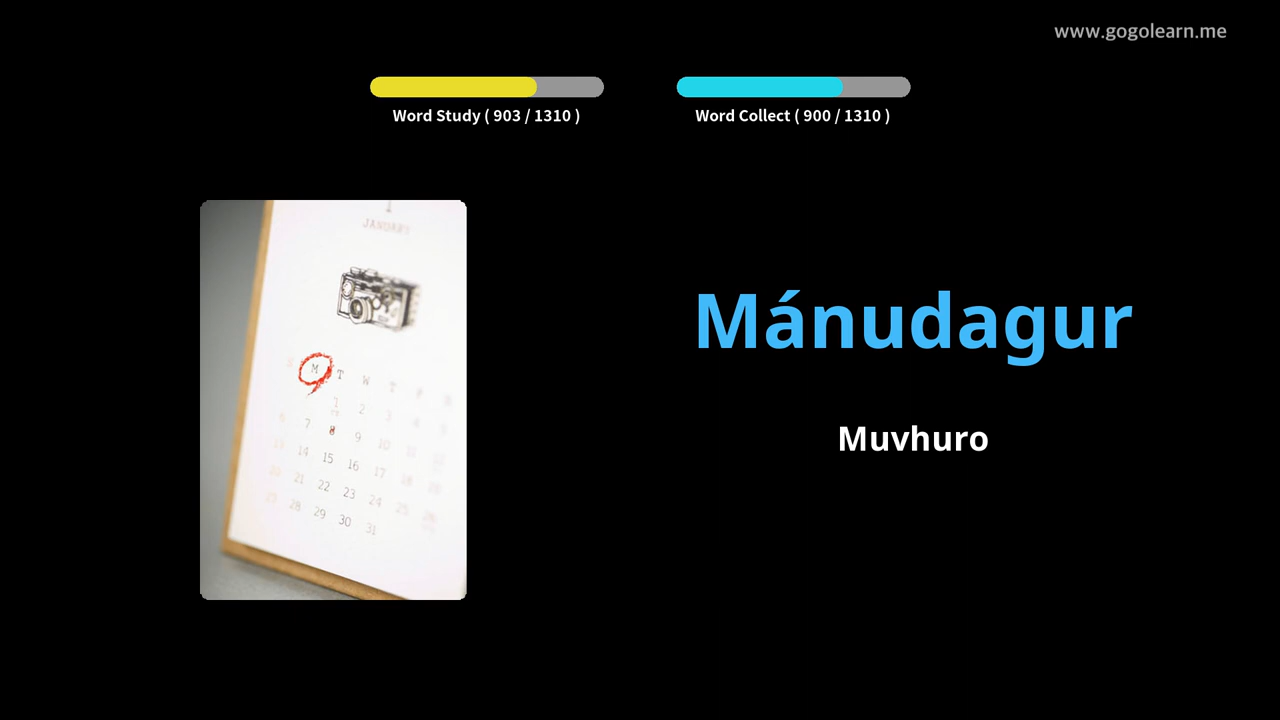 www.gogolearn.me
Word Study ( 903 / 1310 )
Word Collect ( 900 / 1310 )
1
JANUARY
S M T W T F S
1 2 3 4 5
6 7 8 9 10 11 12
13 14 15 16 17 18 19
20 21 22 23 24 25 26
27 28 29 30 31
Mánudagur
Muvhuro